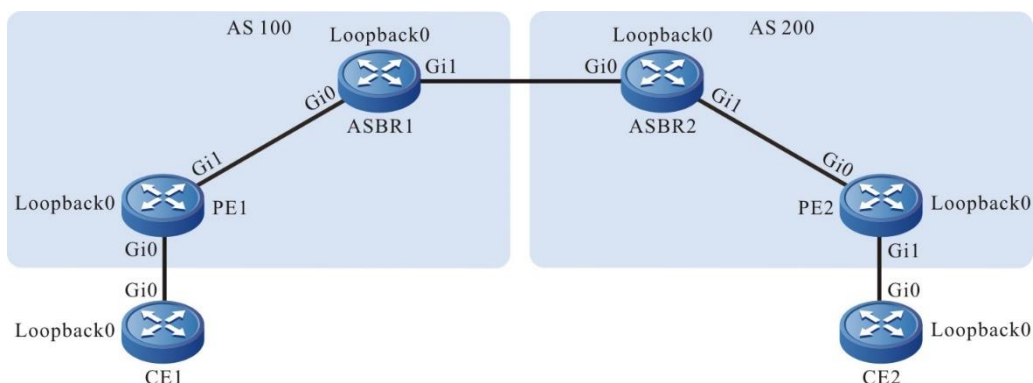 AS 100
AS 200
Loopback0
Loopback0
Gi1
Gi0
Gi0
Gi1
ASBR1
ASBR2
Gi1
Gi0
Loopback0
PE1
PE2
Loopback0
Gi0
Gi1
Gi0
Gi0
Loopback0
Loopback0
CE1
CE2